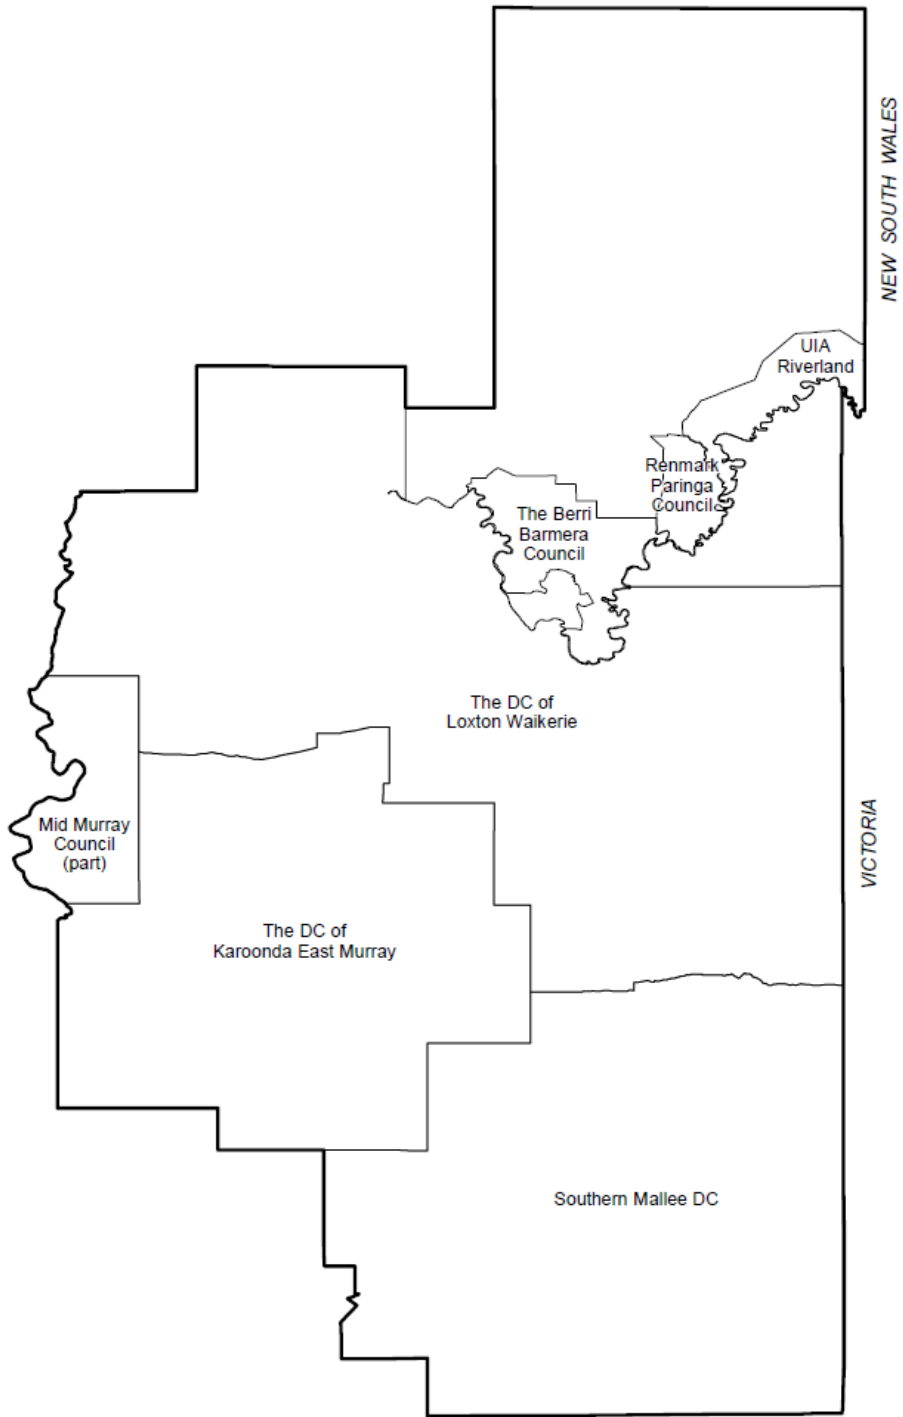 NEW SOUTH WALES
UIA
Riverland
Renmark
Paringa
Council
The Berri
Barmera
Council
The DC of
Loxton Waikerie
Mid Murray
Council
(part)
VICTORIA
The DC of
Karoonda East Murray
Southern Mallee DC